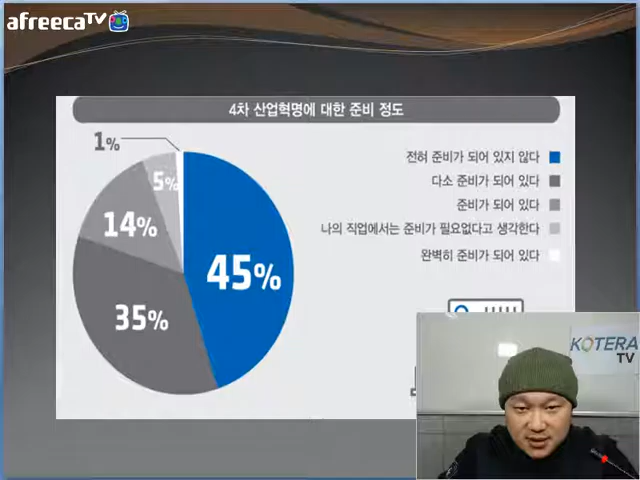 afreecaTV
4차 산업혁명에 대한 준비 정도
1%
5%
14%
35%
45%
전혀 준비가 되어 있지 않다
다소 준비가 되어 있다
준비가 되어 있다
나의 직업에서는 준비가 필요없다고 생각한다
완벽히 준비가 되어 있다
KOTERA
TV